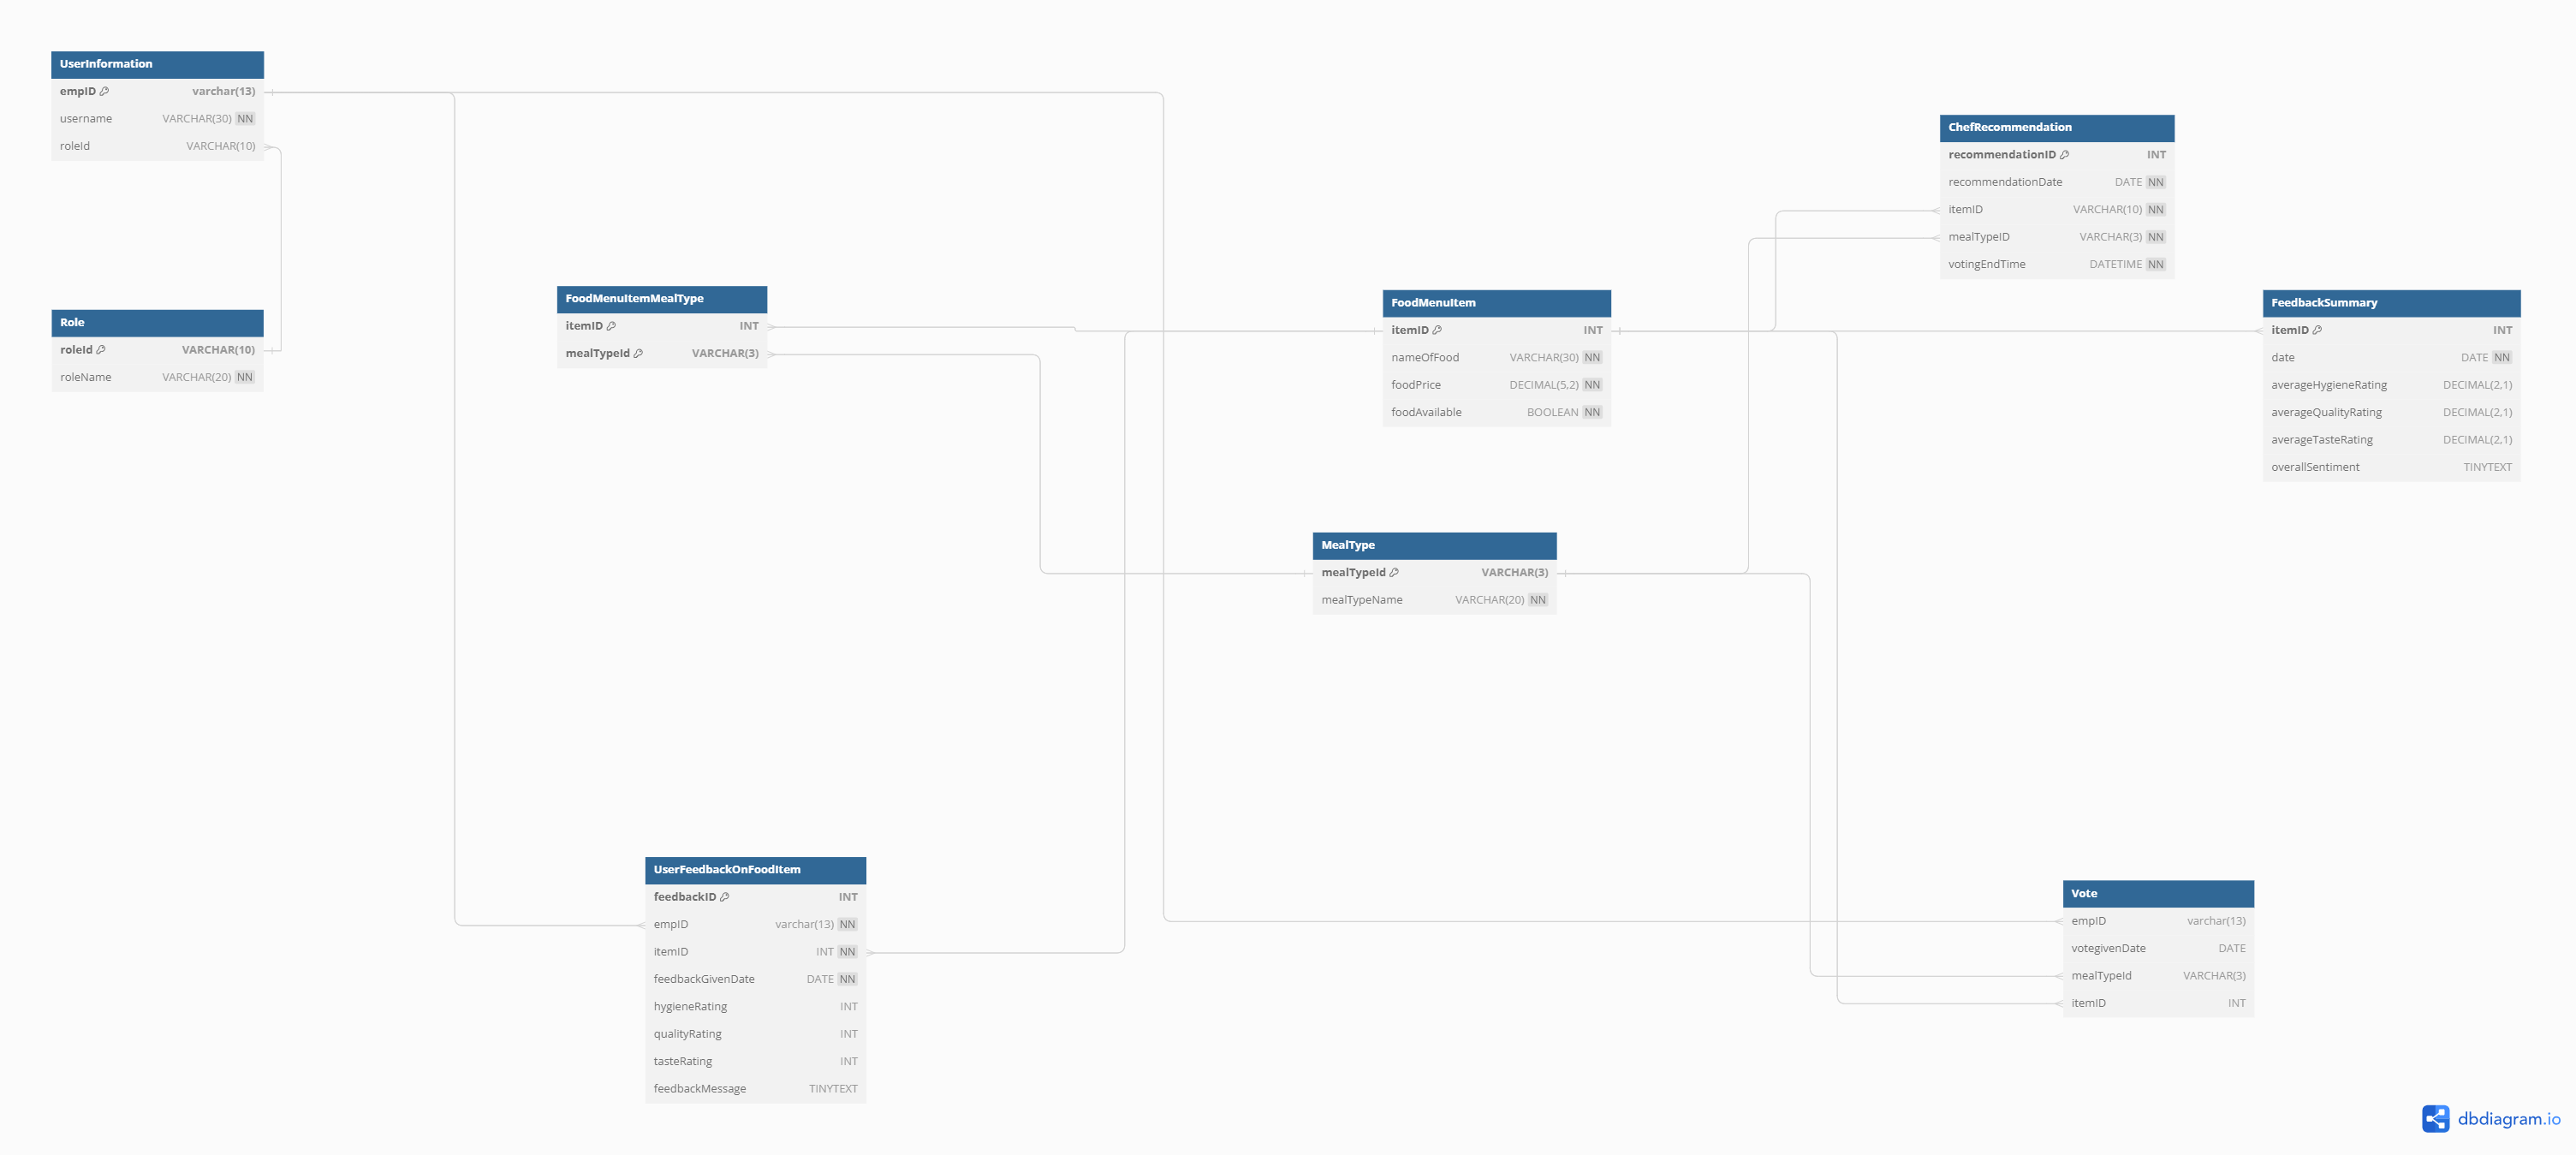 UserInformation
empID varchar(13)
username VARCHAR(30) NN
roleId VARCHAR(10)
Role
roleId VARCHAR(10)
roleName VARCHAR(20) NN
FoodMenuItemMealType
itemID INT
mealTypeId VARCHAR(3)
FoodMenuItem
itemID INT
nameOfFood VARCHAR(30) NN
foodPrice DECIMAL(5,2) NN
foodAvailable BOOLEAN NN
ChefRecommendation
recommendationID INT
recommendationDate DATE NN
itemID VARCHAR(10) NN
mealTypeID VARCHAR(3) NN
votingEndTime DATETIME NN
FeedbackSummary
itemID INT
date DATE NN
averageHygieneRating DECIMAL(2,1)
averageQualityRating DECIMAL(2,1)
averageTasteRating DECIMAL(2,1)
overallSentiment TINYTEXT
MealType
mealTypeId VARCHAR(3)
mealTypeName VARCHAR(20) NN
UserFeedbackOnFoodItem
feedbackID INT
empID varchar(13) NN
itemID INT NN
feedbackGivenDate DATE NN
hygieneRating INT
qualityRating INT
tasteRating INT
feedbackMessage TINYTEXT
Vote
empID varchar(13)
votegivenDate DATE
mealTypeId VARCHAR(3)
itemID INT
dbdiagram.io